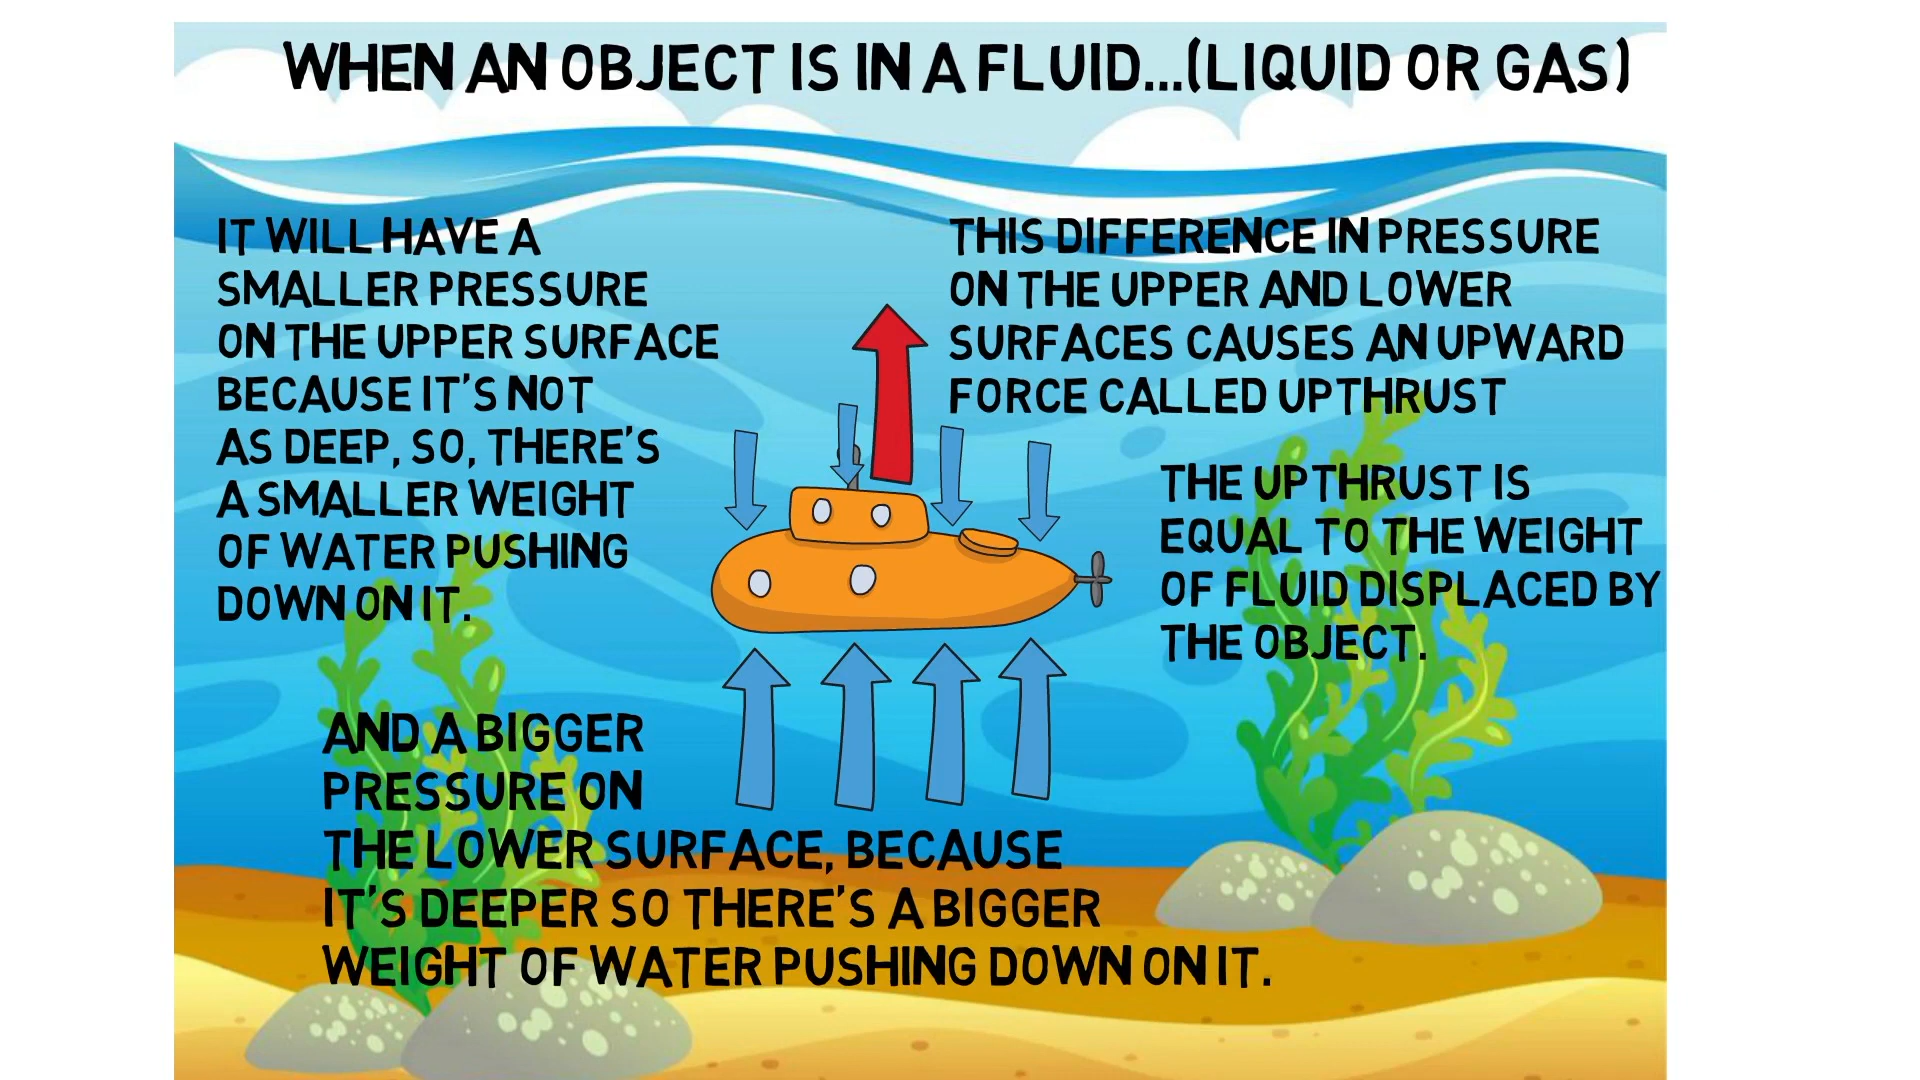 WHEN AN OBJECT IS IN A FLUID...(LIQUID OR GAS)
IT WILL HAVE A
SMALLER PRESSURE
ON THE UPPER SURFACE
BECAUSE IT'S NOT
AS DEEP, SO, THERE'S
A SMALLER WEIGHT
OF WATER PUSHING
DOWN ON IT.
AND A BIGGER
PRESSURE ON
THE LOWER SURFACE, BECAUSE
IT'S DEEPER SO THERE'S A BIGGER
WEIGHT OF WATER PUSHING DOWN ON IT.
THIS DIFFERENCE IN PRESSURE
ON THE UPPER AND LOWER
SURFACES CAUSES AN UPWARD
FORCE CALLED UPTHRUST
THE UPTHRUST IS
EQUAL TO THE WEIGHT
OF FLUID DISPLACED BY
THE OBJECT.